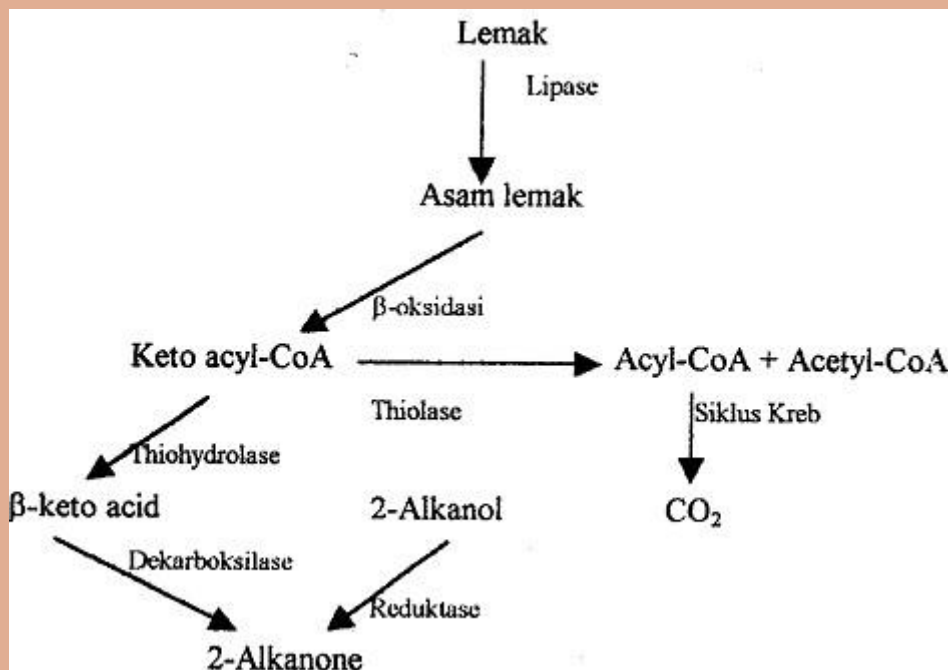 Lemak
Lipase
Asam lemak
β-oksidasi
Keto acyl-CoA
Acyl-CoA + Acetyl-CoA
Thiolase
Siklus Kreb
Thiohydrolase
β-keto acid
2-Alkanol
CO₂
Dekarboksilase
Reduktase
2-Alkanone